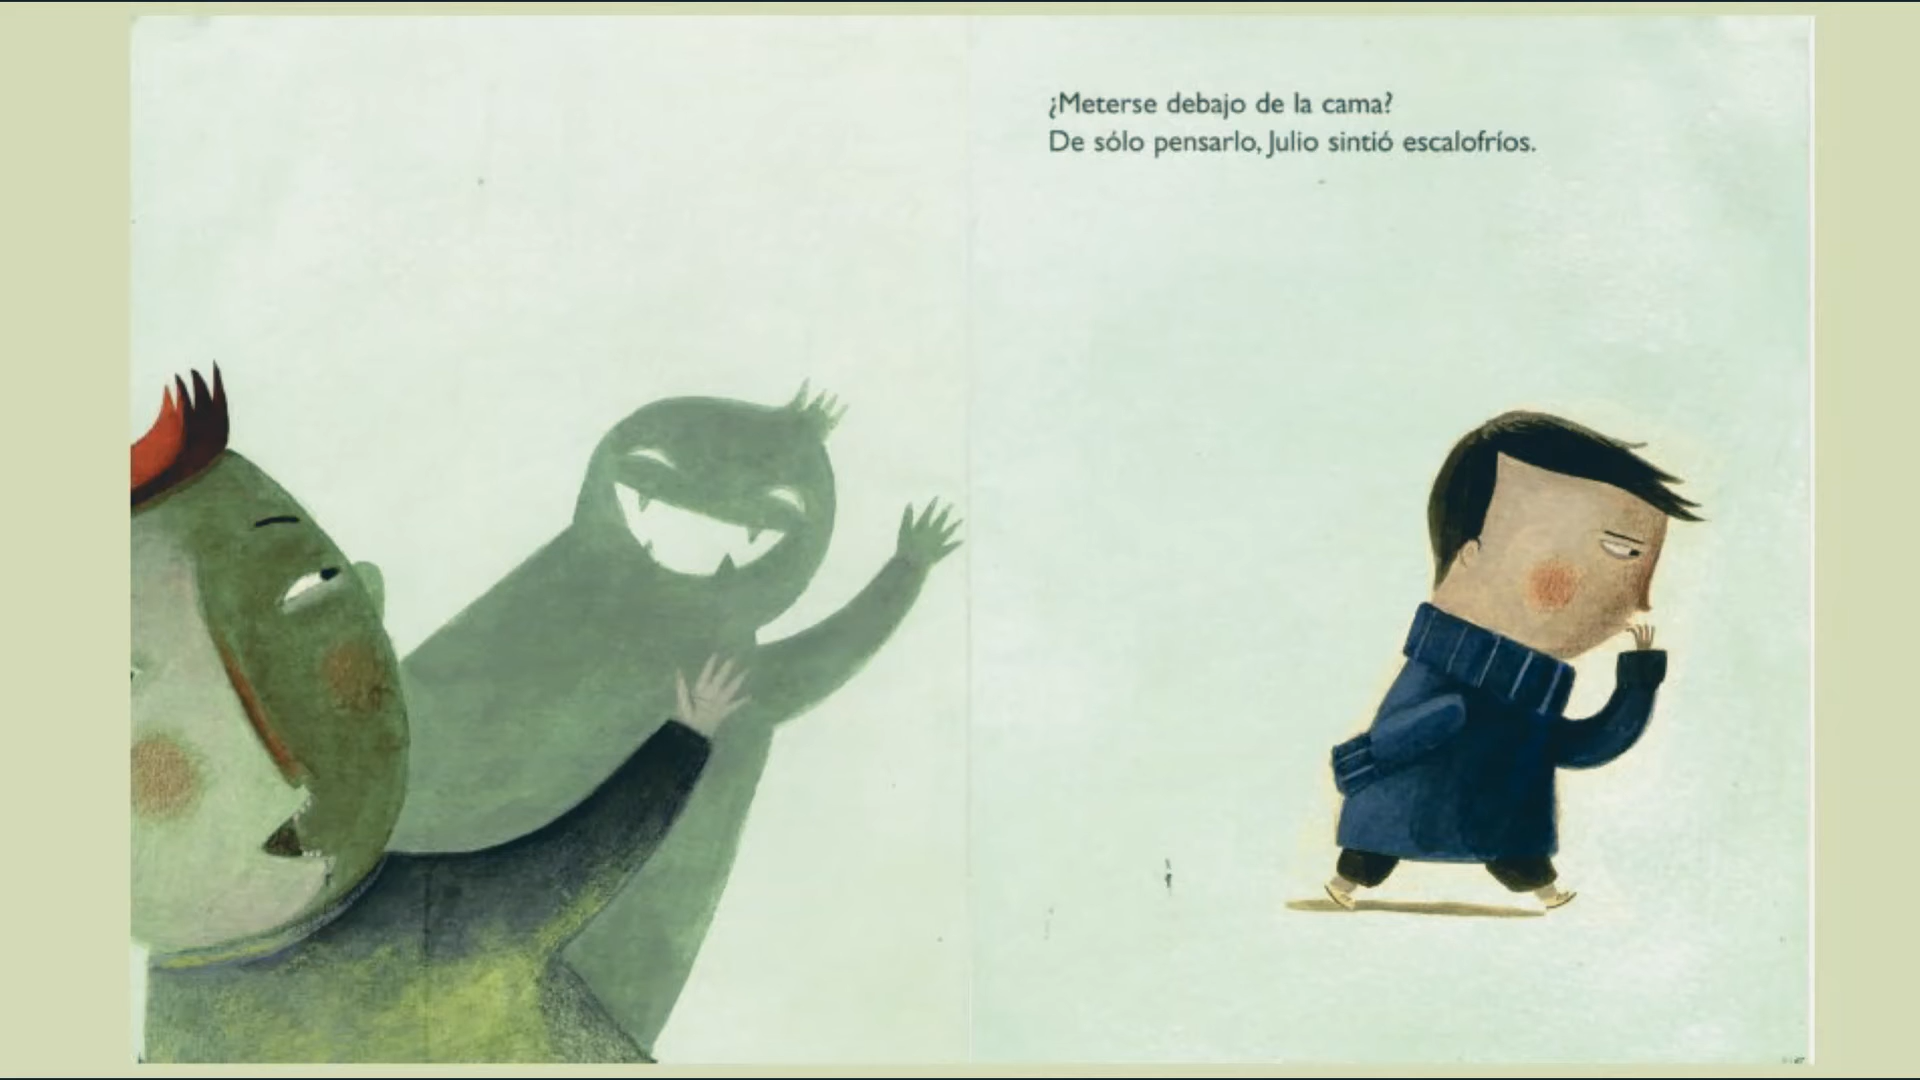 ¿Meterse debajo de la cama?
De sólo pensarlo, Julio sintió escalofríos.